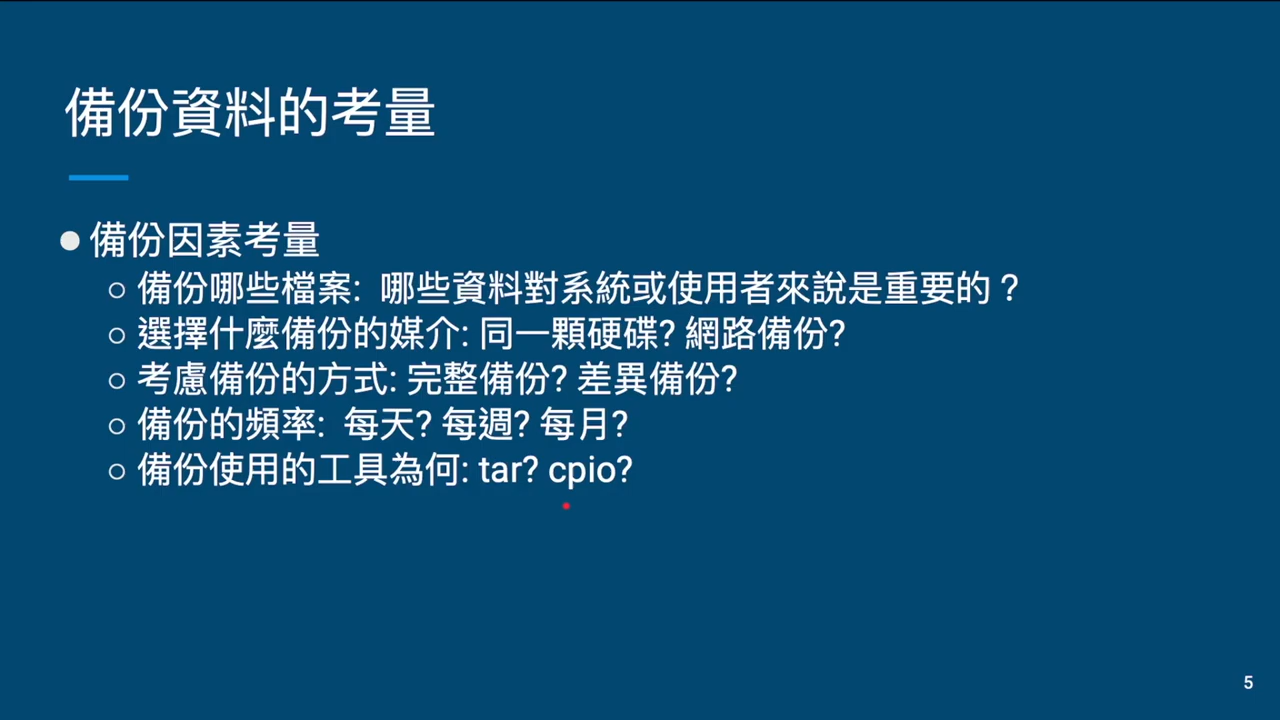 備份資料的考量
備份因素考量
備份哪些檔案: 哪些資料對系統或使用者來說是重要的？
選擇什麼備份的媒介: 同一顆硬碟? 網路備份?
考慮備份的方式: 完整備份? 差異備份?
備份的頻率: 每天? 每週? 每月?
備份使用的工具為何: tar? cpio?
5